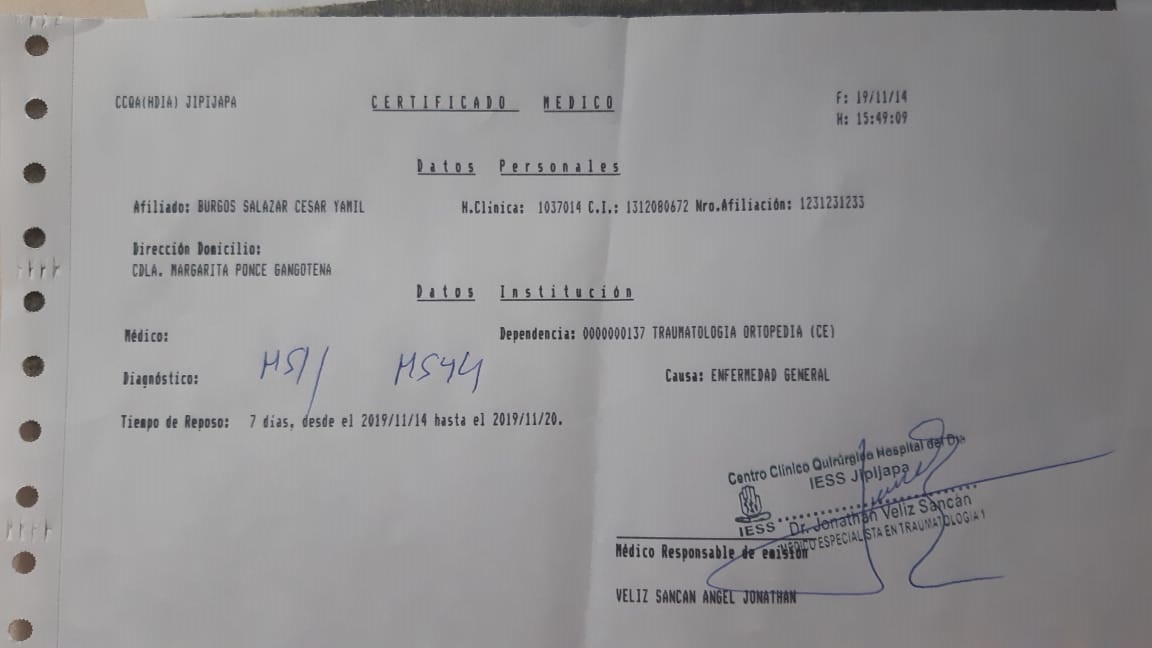 CCQA(HDIA) JIPIJAPA
CERTIFICADO MEDICO
F: 19/11/14
H: 15:49:09
Datos Personales
Afiliado: BURGOS SALAZAR CESAR YAMIL
H.Clinica: 1037014 C.I.: 1312080672 Nro.Afiliación: 1231231233
Dirección Domicilio:
CDLA. MARGARITA PONCE GANGOTENA
Datos Institución
Médico:
Dependencia: 0000000137 TRAUMATOLOGIA ORTOPEDIA (CE)
Diagnóstico: M511 M544
Causa: ENFERMEDAD GENERAL
Tiempo de Reposo: 7 días, desde el 2019/11/14 hasta el 2019/11/20.
Centro Clínico Quirúrgico Hospital del Día
IESS Jipijapa
IESS
Dr. Jonathan Veliz Sancán
MÉDICO ESPECIALISTA EN TRAUMATOLOGIA 1
Médico Responsable de emisión
VELIZ SANCAN ANGEL JONATHAN